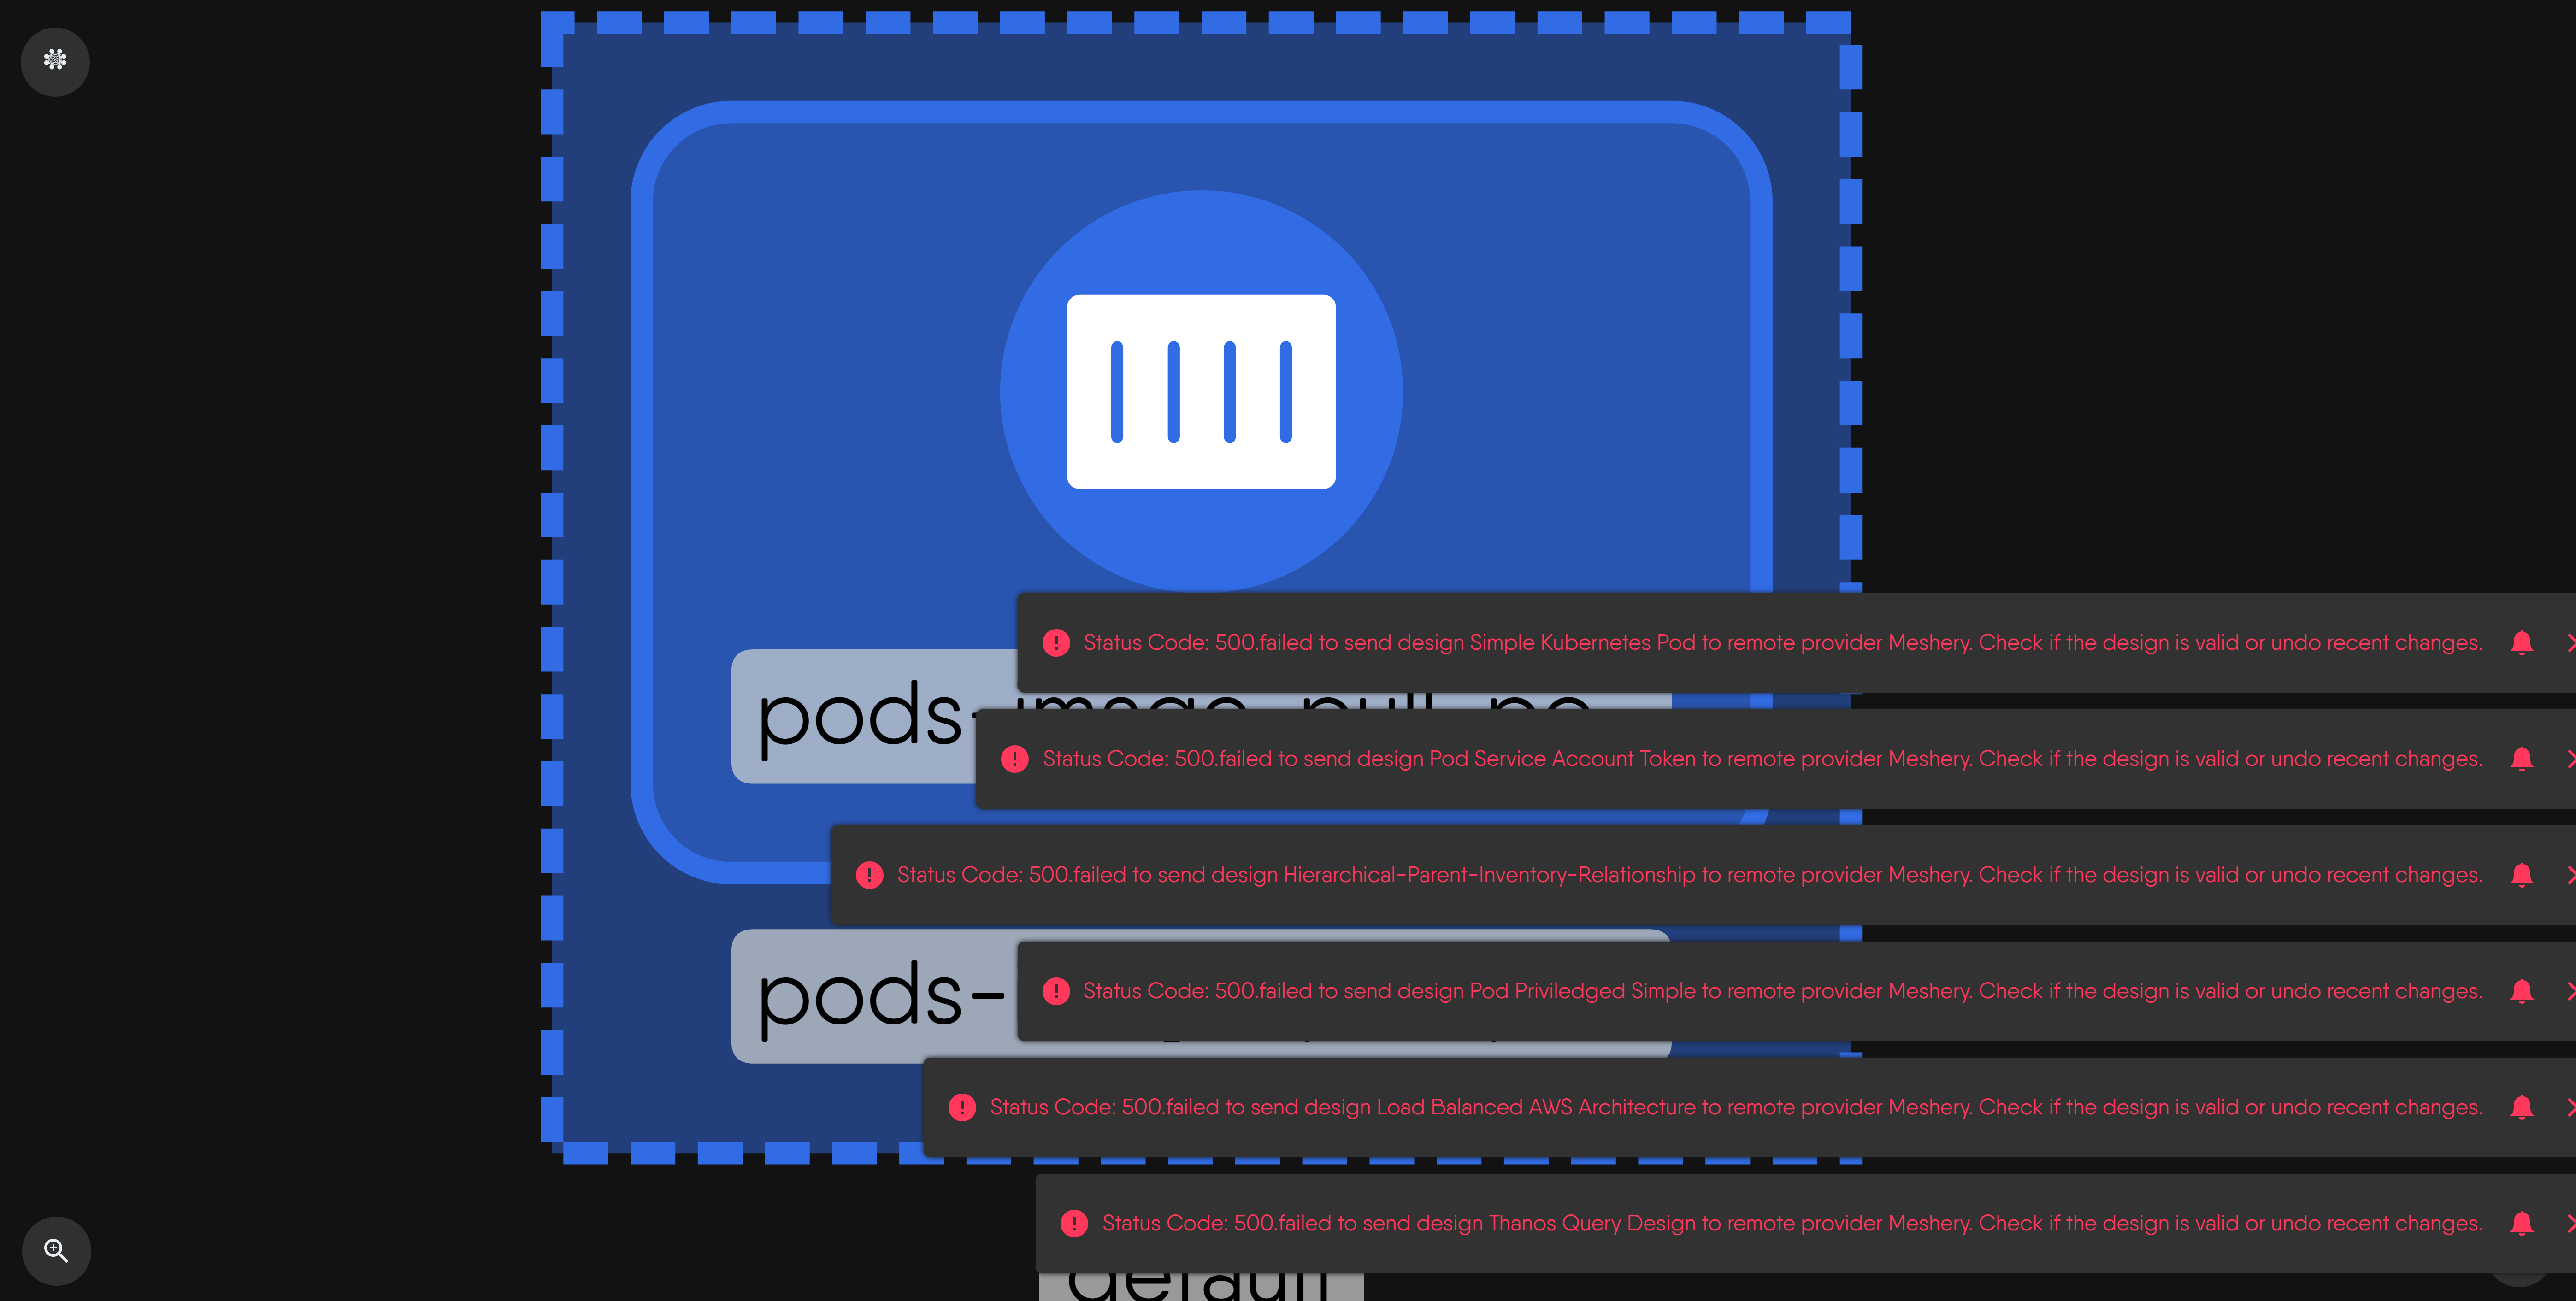 Status Code: 500.failed to send design Simple Kubernetes Pod to remote provider Meshery. Check if the design is valid or undo recent changes.
pods-image-pull-po
Status Code: 500.failed to send design Pod Service Account Token to remote provider Meshery. Check if the design is valid or undo recent changes.
Status Code: 500.failed to send design Hierarchical-Parent-Inventory-Relationship to remote provider Meshery. Check if the design is valid or undo recent changes.
pods-
Status Code: 500.failed to send design Pod Priviledged Simple to remote provider Meshery. Check if the design is valid or undo recent changes.
Status Code: 500.failed to send design Load Balanced AWS Architecture to remote provider Meshery. Check if the design is valid or undo recent changes.
Status Code: 500.failed to send design Thanos Query Design to remote provider Meshery. Check if the design is valid or undo recent changes.
default